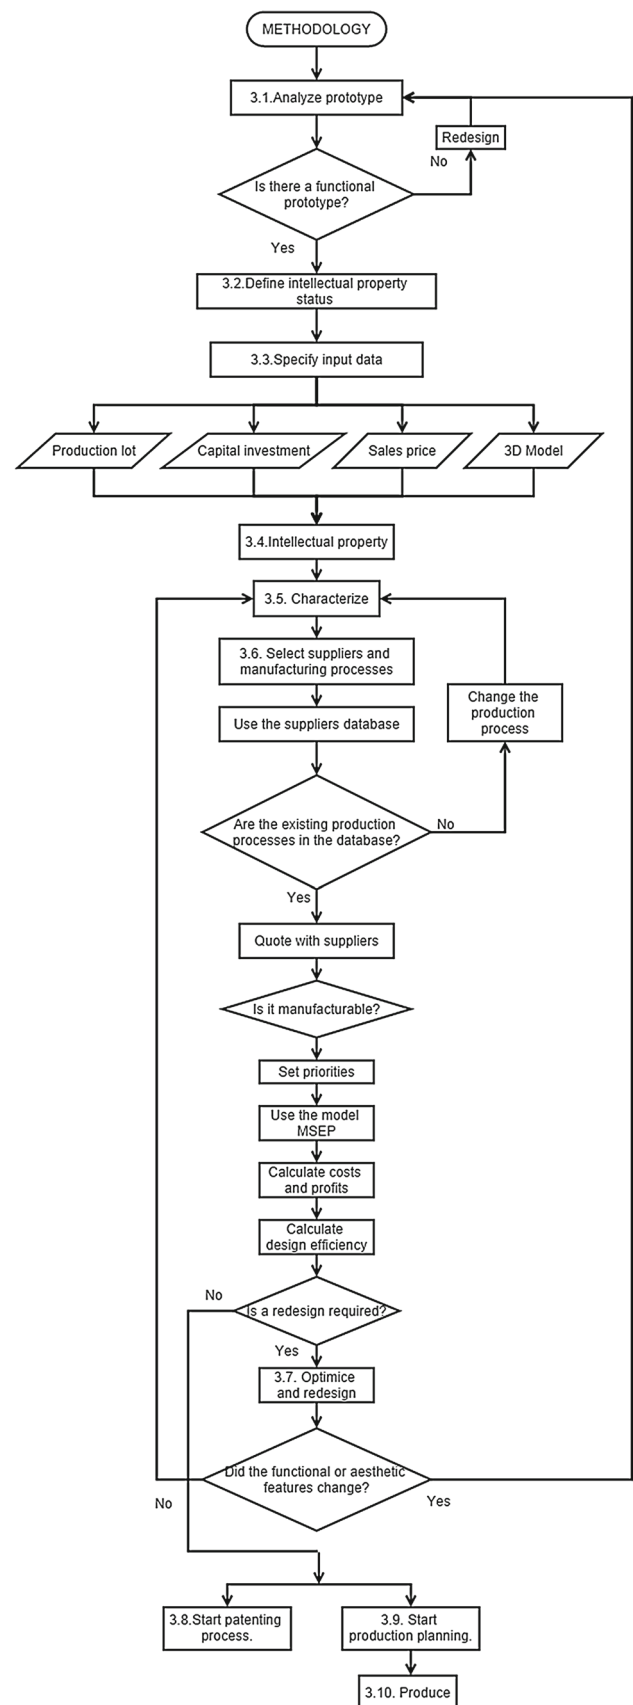 METHODOLOGY
3.1.Analyze prototype
Redesign
No
Is there a functional
prototype?
Yes
3.2.Define intellectual property
status
3.3.Specify input data
Production lot
Capital investment
Sales price
3D Model
3.4.Intellectual property
3.5. Characterize
3.6. Select suppliers and
manufacturing processes
Change the
production
process
Use the suppliers database
Are the existing production
processes in the database?
No
Yes
Quote with suppliers
Is it manufacturable?
Set priorities
Use the model
MSEP
Calculate costs
and profits
Calculate
design efficiency
No
Is a redesign required?
Yes
3.7. Optimice
and redesign
Did the functional or aesthetic
features change?
No
Yes
3.8.Start patenting
process.
3.9. Start
production planning.
3.10. Produce